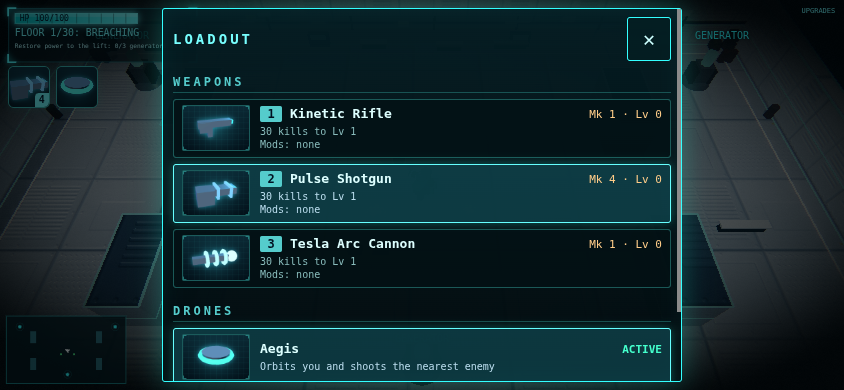 HP 100/100
FLOOR 1/30: BREACHING
Restore power to the lift: 0/3 generator
4
UPGRADES
GENERATOR
LOADOUT
×
WEAPONS
1 Kinetic Rifle Mk 1 · Lv 0
30 kills to Lv 1
Mods: none
2 Pulse Shotgun Mk 4 · Lv 0
30 kills to Lv 1
Mods: none
3 Tesla Arc Cannon Mk 1 · Lv 0
30 kills to Lv 1
Mods: none
DRONES
Aegis ACTIVE
Orbits you and shoots the nearest enemy